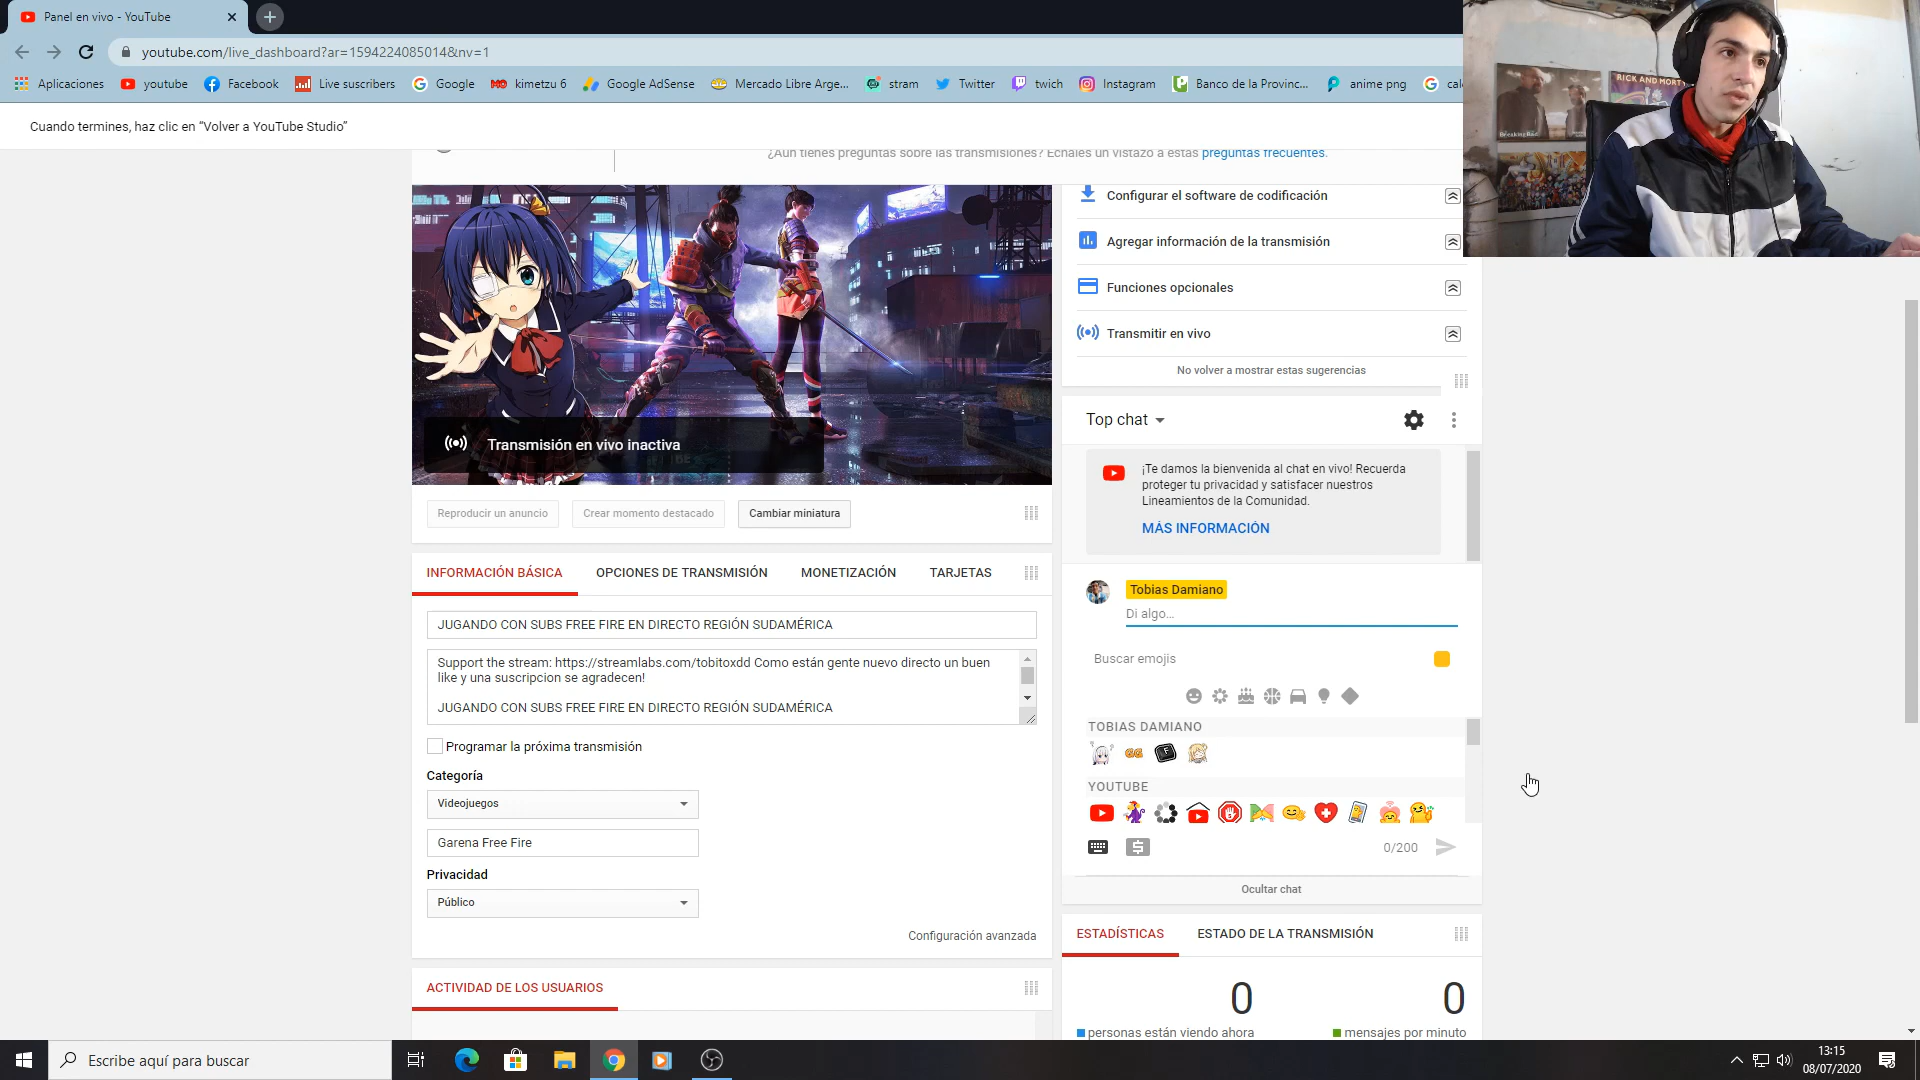 Panel en vivo - YouTube
youtube.com/live_dashboard?ar=1594224085014&nv=1
Aplicaciones youtube Facebook Live suscribers Google kimetzu 6 Google AdSense Mercado Libre Arge... stram Twitter twich Instagram Banco de la Provinc... anime png
Cuando termines, haz clic en "Volver a YouTube Studio"
¿Aún tienes preguntas sobre las transmisiones? Échales un vistazo a estas preguntas frecuentes.
Configurar el software de codificación
Agregar información de la transmisión
Funciones opcionales
Transmitir en vivo
No volver a mostrar estas sugerencias
Transmisión en vivo inactiva
Reproducir un anuncio Crear momento destacado Cambiar miniatura
INFORMACIÓN BÁSICA OPCIONES DE TRANSMISIÓN MONETIZACIÓN TARJETAS
JUGANDO CON SUBS FREE FIRE EN DIRECTO REGIÓN SUDAMÉRICA
Support the stream: https://streamlabs.com/tobitoxdd Como están gente nuevo directo un buen
like y una suscripcion se agradecen!
JUGANDO CON SUBS FREE FIRE EN DIRECTO REGIÓN SUDAMÉRICA
Programar la próxima transmisión
Categoría
Videojuegos
Garena Free Fire
Privacidad
Público
Configuración avanzada
ACTIVIDAD DE LOS USUARIOS
Top chat
¡Te damos la bienvenida al chat en vivo! Recuerda
proteger tu privacidad y satisfacer nuestros
Lineamientos de la Comunidad.
MÁS INFORMACIÓN
Tobias Damiano
Di algo...
Buscar emojis
TOBIAS DAMIANO
GG F
YOUTUBE
0/200
Ocultar chat
ESTADÍSTICAS ESTADO DE LA TRANSMISIÓN
0 0
personas están viendo ahora mensajes por minuto
Breaking Bad
RICK AND MORTY
Escribe aquí para buscar
13:15
08/07/2020